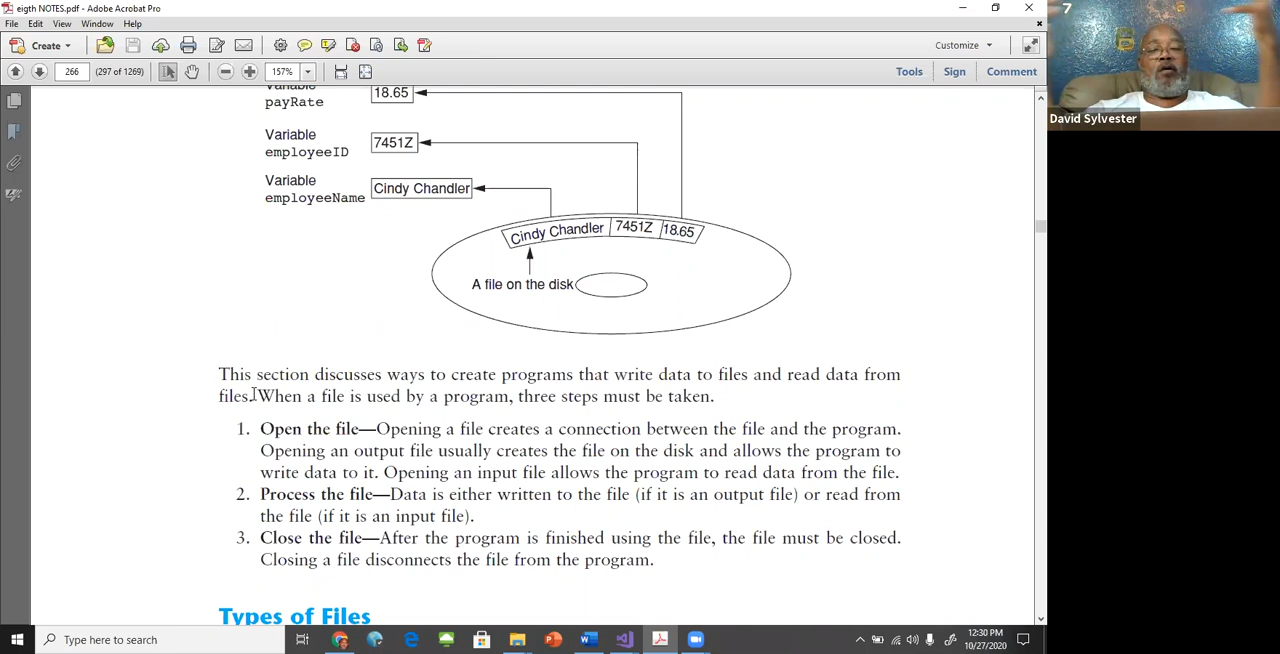 eigth NOTES.pdf - Adobe Acrobat Pro
File Edit View Window Help
Create
Customize
266 (297 of 1269) 157%
Tools Sign Comment
7
David Sylvester
Variable
payRate
18.65
Variable
employeeID
7451Z
Variable
employeeName
Cindy Chandler
Cindy Chandler 7451Z 18.65
A file on the disk
This section discusses ways to create programs that write data to files and read data from
files. When a file is used by a program, three steps must be taken.
1. Open the file—Opening a file creates a connection between the file and the program.
Opening an output file usually creates the file on the disk and allows the program to
write data to it. Opening an input file allows the program to read data from the file.
2. Process the file—Data is either written to the file (if it is an output file) or read from
the file (if it is an input file).
3. Close the file—After the program is finished using the file, the file must be closed.
Closing a file disconnects the file from the program.
Types of Files
Type here to search
12:30 PM
10/27/2020